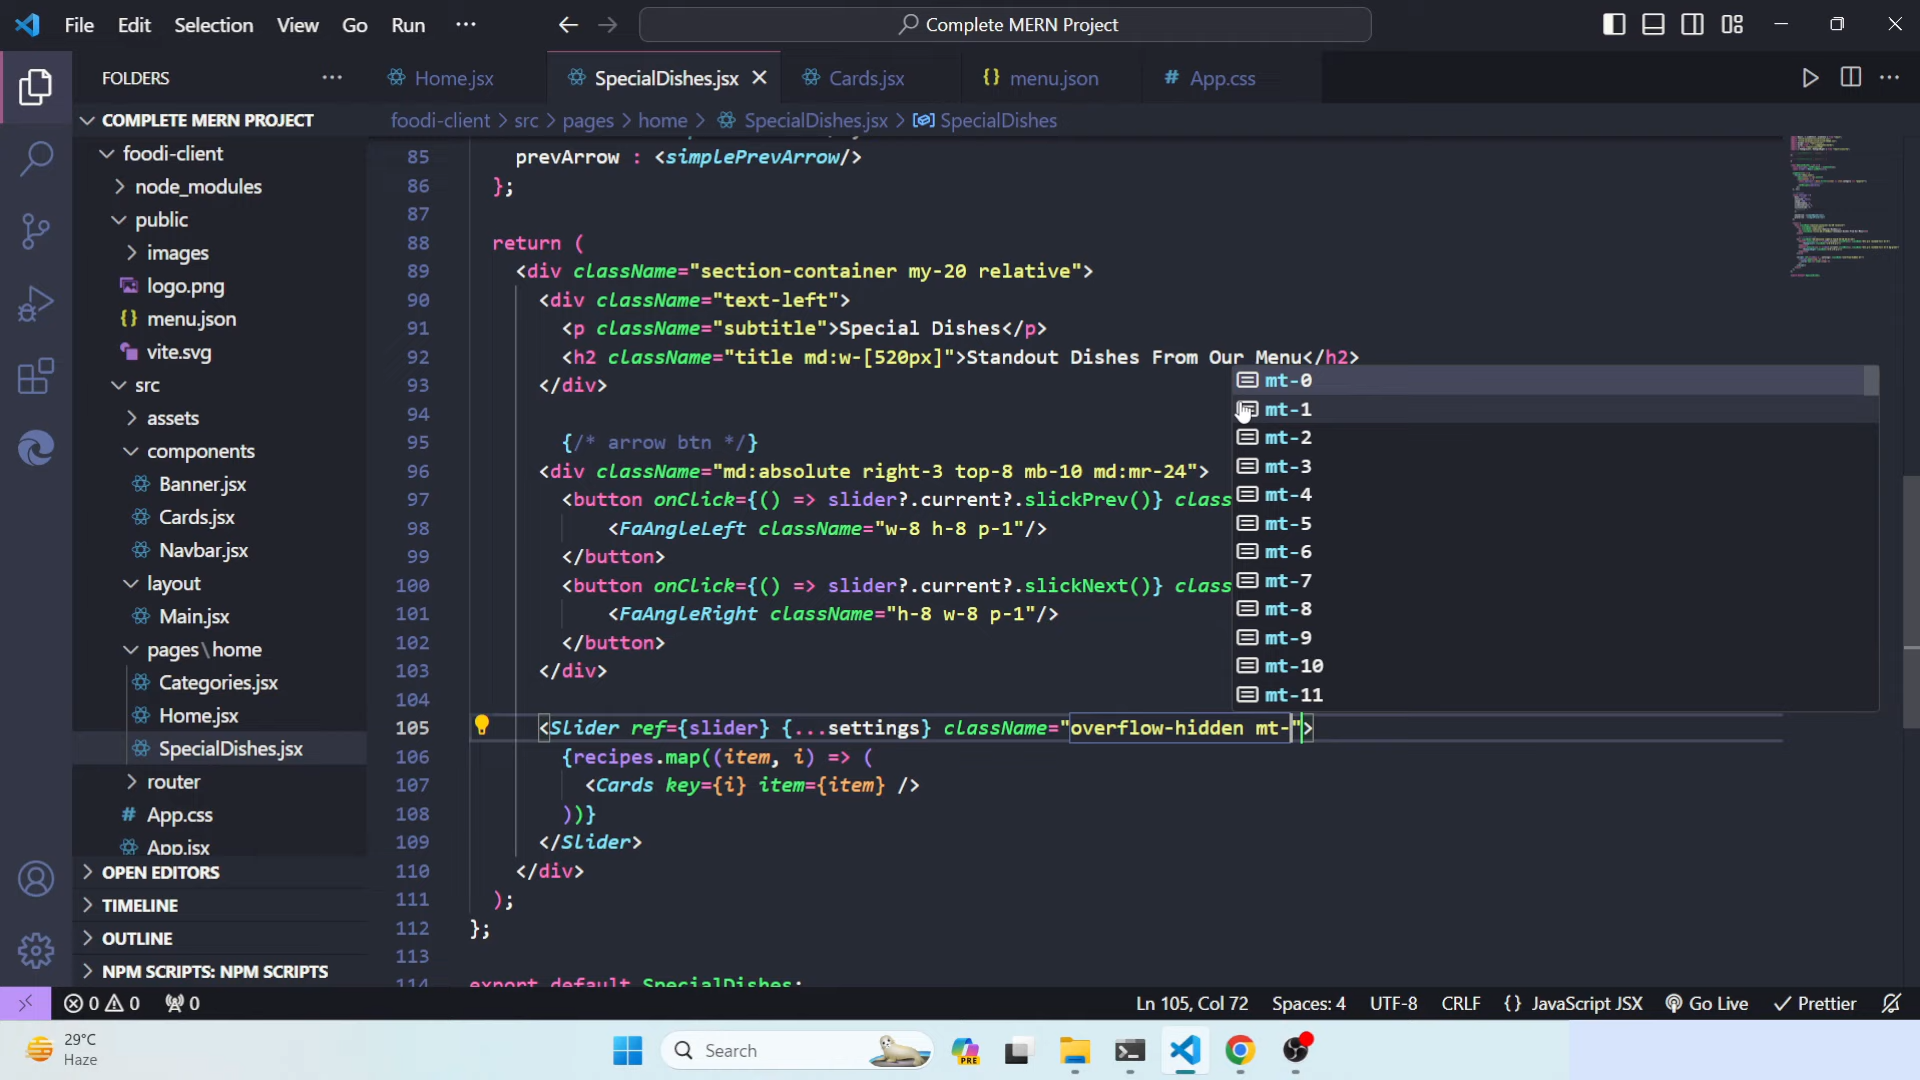 File Edit Selection View Go Run ··· Complete MERN Project
FOLDERS ···
COMPLETE MERN PROJECT
foodi-client
node_modules
public
images
logo.png
{} menu.json
vite.svg
src
assets
components
Banner.jsx
Cards.jsx
Navbar.jsx
layout
Main.jsx
pages\home
Categories.jsx
Home.jsx
SpecialDishes.jsx
router
# App.css
App.jsx
OPEN EDITORS
TIMELINE
OUTLINE
NPM SCRIPTS: NPM SCRIPTS
Home.jsx SpecialDishes.jsx Cards.jsx {} menu.json # App.css
foodi-client > src > pages > home > SpecialDishes.jsx > SpecialDishes
85 prevArrow : <simplePrevArrow/>
86 };
87
88 return (
89 <div className="section-container my-20 relative">
90 <div className="text-left">
91 <p className="subtitle">Special Dishes</p>
92 <h2 className="title md:w-[520px]">Standout Dishes From Our Menu</h2>
93 </div>
94
95 {/* arrow btn */}
96 <div className="md:absolute right-3 top-8 mb-10 md:mr-24">
97 <button onClick={() => slider?.current?.slickPrev()} class
98 <FaAngleLeft className="w-8 h-8 p-1"/>
99 </button>
100 <button onClick={() => slider?.current?.slickNext()} class
101 <FaAngleRight className="h-8 w-8 p-1"/>
102 </button>
103 </div>
104
105 <Slider ref={slider} {...settings} className="overflow-hidden mt-">
106 {recipes.map((item, i) => (
107 <Cards key={i} item={item} />
108 ))}
109 </Slider>
110 </div>
111 );
112 };
113
114 export default SpecialDishes;
mt-0
mt-1
mt-2
mt-3
mt-4
mt-5
mt-6
mt-7
mt-8
mt-9
mt-10
mt-11
0 0 0 Ln 105, Col 72 Spaces: 4 UTF-8 CRLF {} JavaScript JSX Go Live Prettier
29°C
Haze
Search
PRE